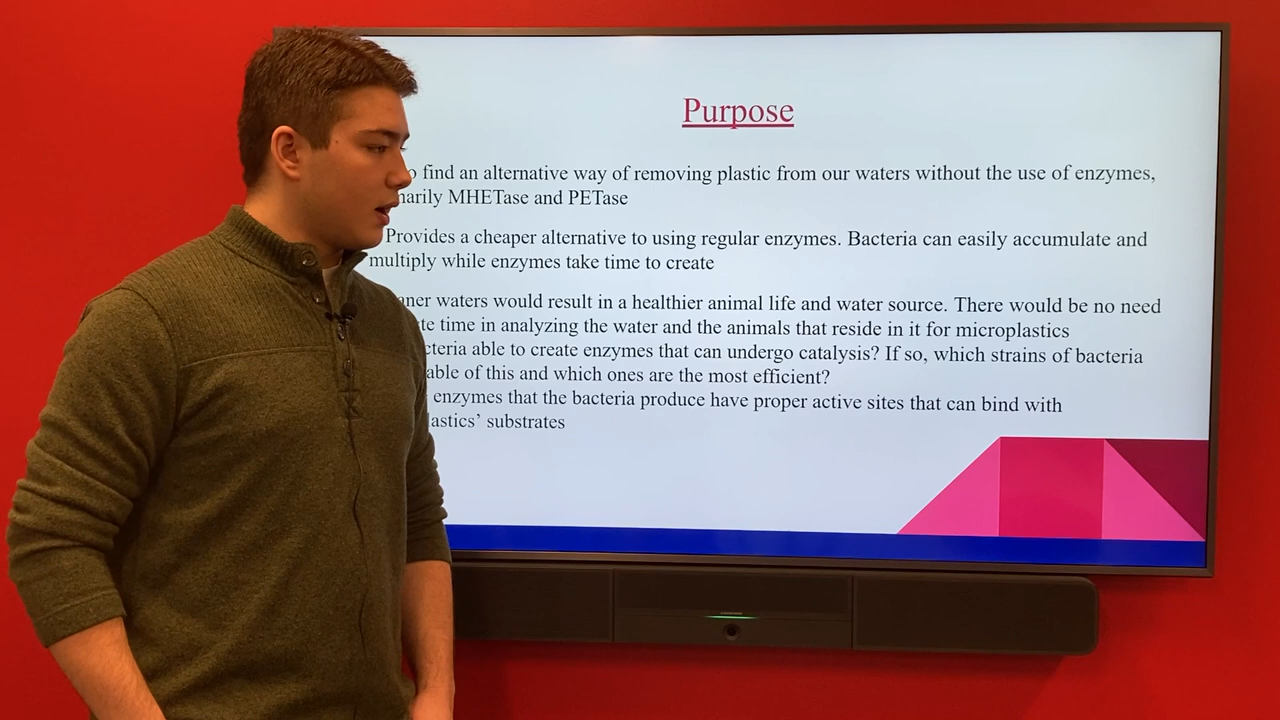 Purpose
find an alternative way of removing plastic from our waters without the use of enzymes,
MHETase and PETase
Provides a cheaper alternative to using regular enzymes. Bacteria can easily accumulate and
multiply while enzymes take time to create
waters would result in a healthier animal life and water source. There would be no need
time in analyzing the water and the animals that reside in it for microplastics
able to create enzymes that can undergo catalysis? If so, which strains of bacteria
of this and which ones are the most efficient?
enzymes that the bacteria produce have proper active sites that can bind with
substrates